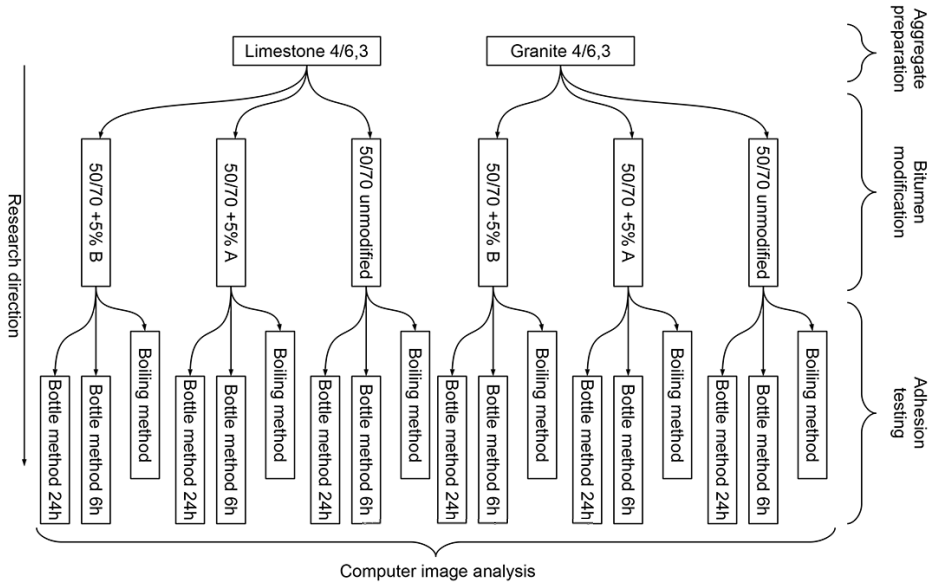 Aggregate
preparation
Limestone 4/6,3
Granite 4/6,3
Bitumen
modification
50/70 +5% B
50/70 +5% A
50/70 unmodified
50/70 +5% B
50/70 +5% A
50/70 unmodified
Research direction
Adhesion
testing
Bottle method 24h
Bottle method 6h
Boiling method
Bottle method 24h
Bottle method 6h
Boiling method
Bottle method 24h
Bottle method 6h
Boiling method
Bottle method 24h
Bottle method 6h
Boiling method
Bottle method 24h
Bottle method 6h
Boiling method
Bottle method 24h
Bottle method 6h
Boiling method
Computer image analysis